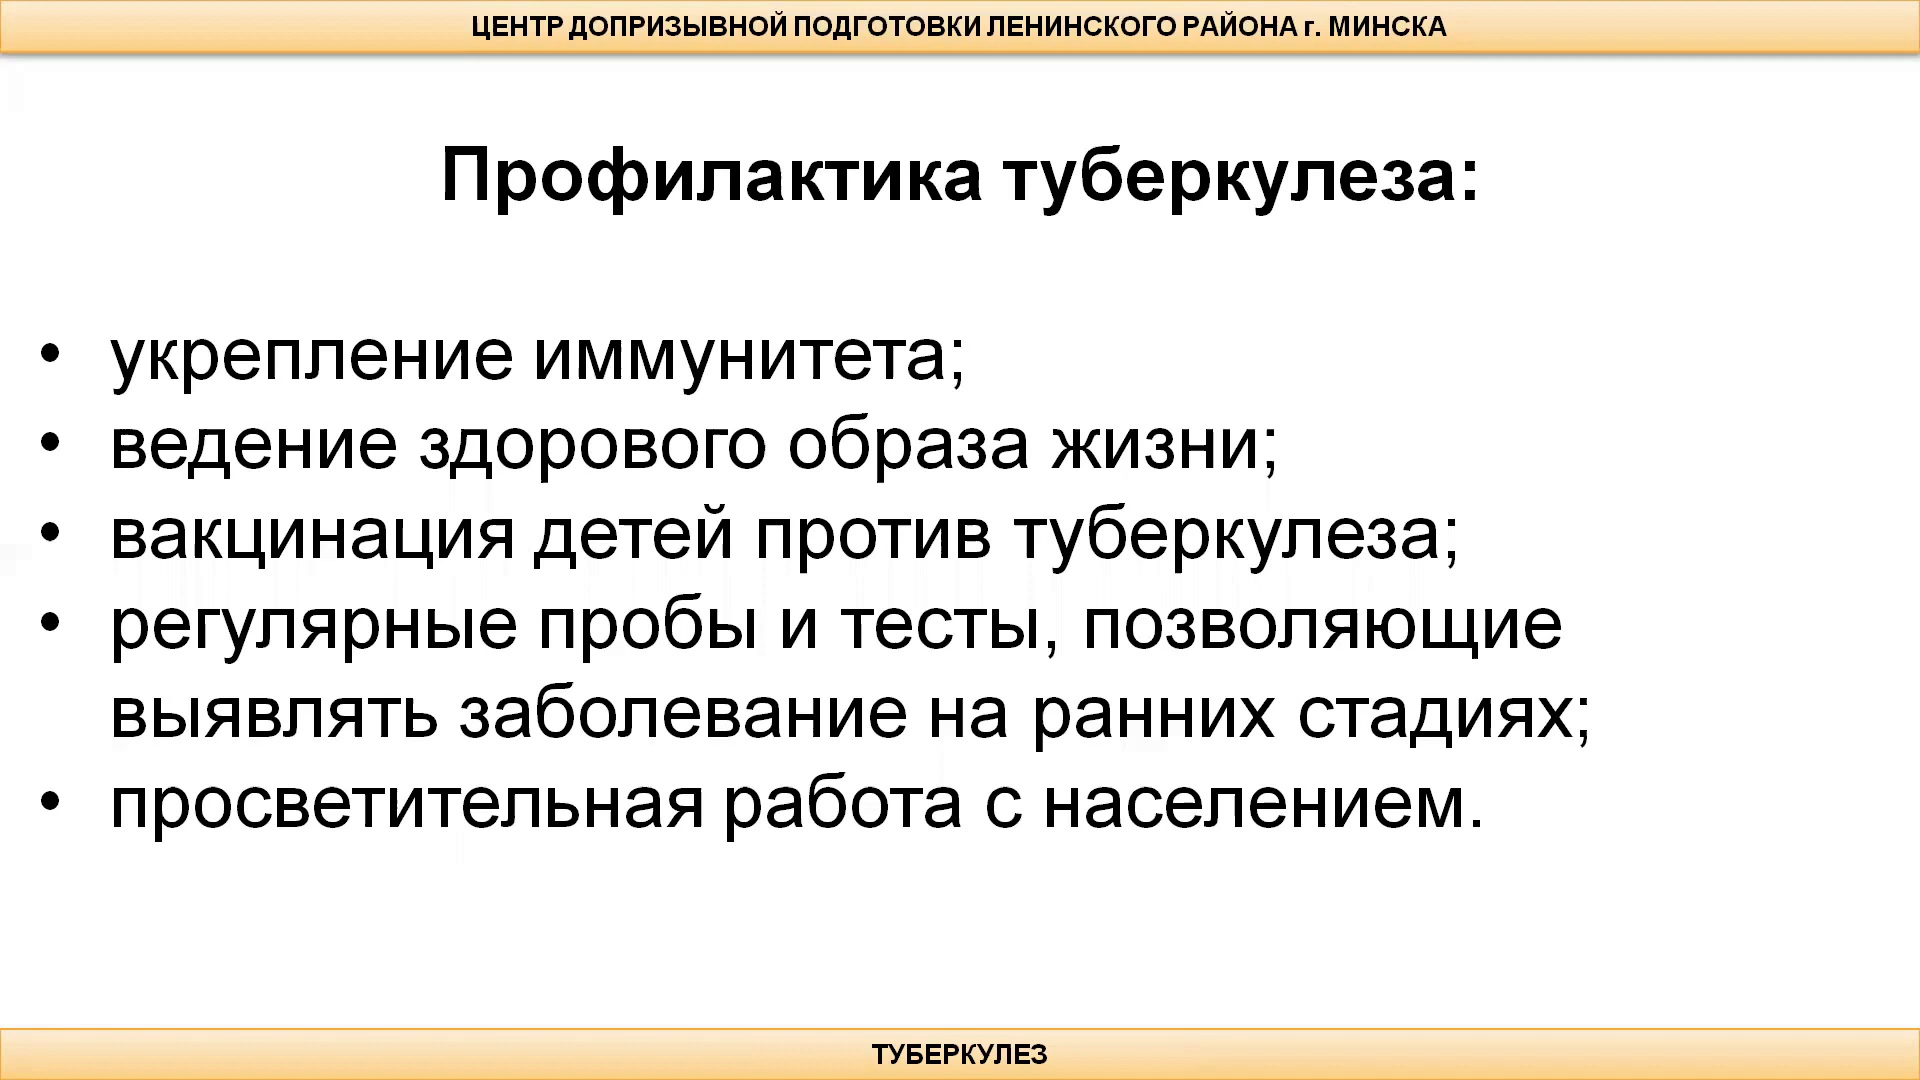 ЦЕНТР ДОПРИЗЫВНОЙ ПОДГОТОВКИ ЛЕНИНСКОГО РАЙОНА г. МИНСКА
Профилактика туберкулеза:
• укрепление иммунитета;
• ведение здорового образа жизни;
• вакцинация детей против туберкулеза;
• регулярные пробы и тесты, позволяющие
выявлять заболевание на ранних стадиях;
• просветительная работа с населением.
ТУБЕРКУЛЕЗ